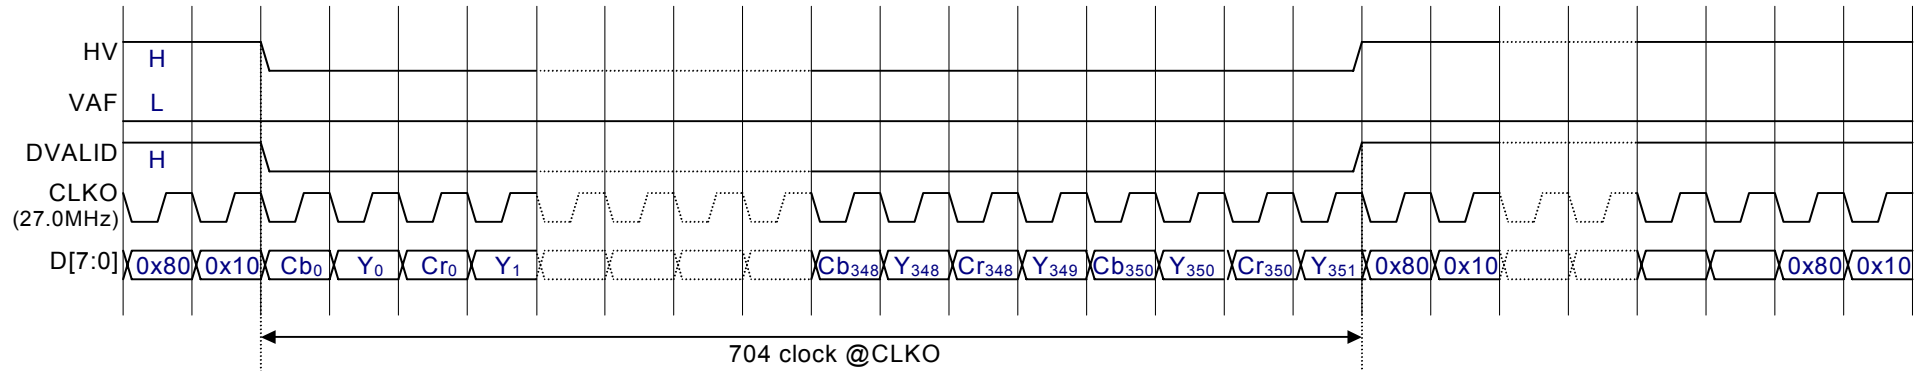 HV H
VAF L
DVALID H
CLKO
(27.0MHz)
D[7:0] 0x80 0x10 Cb0 Y0 Cr0 Y1 Cb348 Y348 Cr348 Y349 Cb350 Y350 Cr350 Y351 0x80 0x10 0x80 0x10
704 clock @CLKO